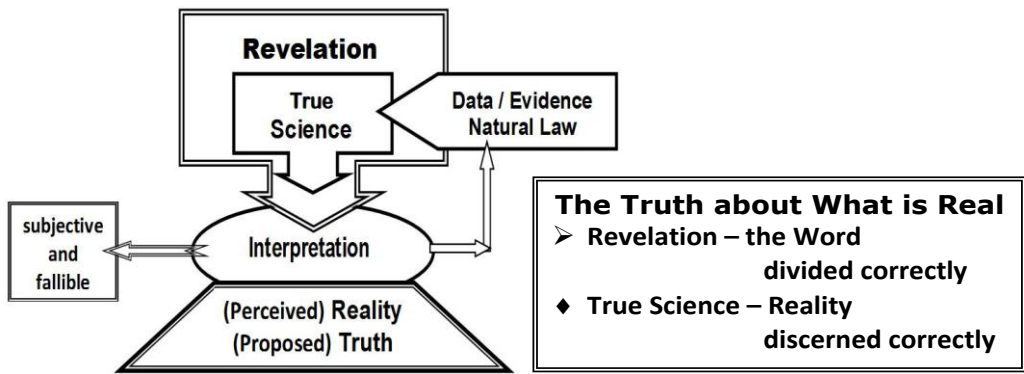 Revelation
True
Science
Data / Evidence
Natural Law
subjective
and
fallible
Interpretation
(Perceived) Reality
(Proposed) Truth
The Truth about What is Real
➢ Revelation – the Word
divided correctly
♦ True Science – Reality
discerned correctly